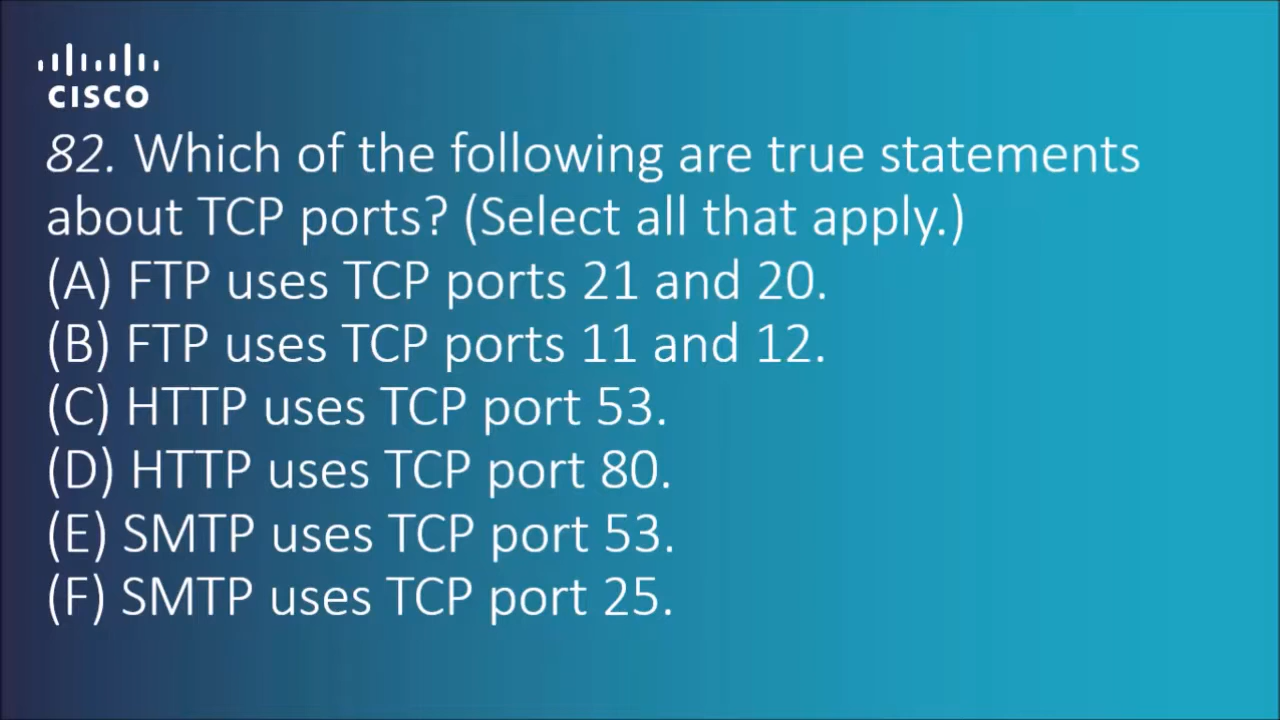 CISCO
82. Which of the following are true statements
about TCP ports? (Select all that apply.)
(A) FTP uses TCP ports 21 and 20.
(B) FTP uses TCP ports 11 and 12.
(C) HTTP uses TCP port 53.
(D) HTTP uses TCP port 80.
(E) SMTP uses TCP port 53.
(F) SMTP uses TCP port 25.